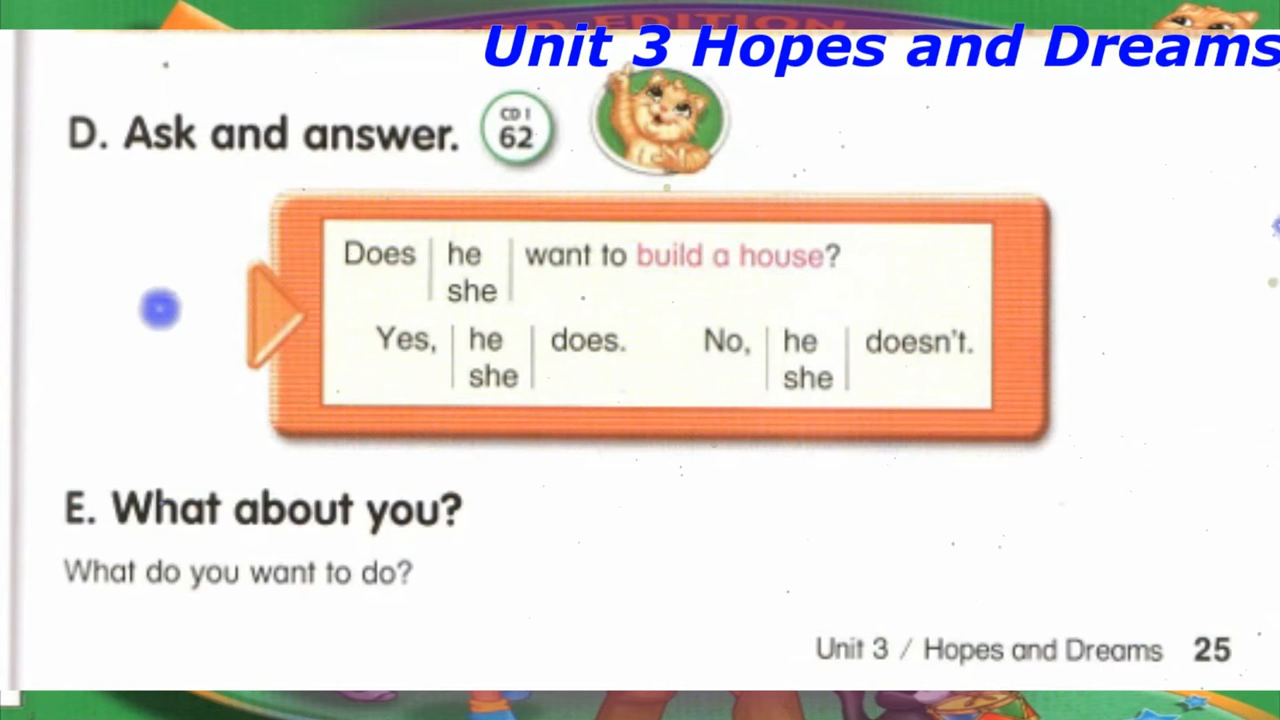 ND EDITION
Unit 3 Hopes and Dreams
D. Ask and answer.
CD 1
62
Does he want to build a house?
she
Yes, he does. No, he doesn't.
she she
E. What about you?
What do you want to do?
Unit 3 / Hopes and Dreams 25